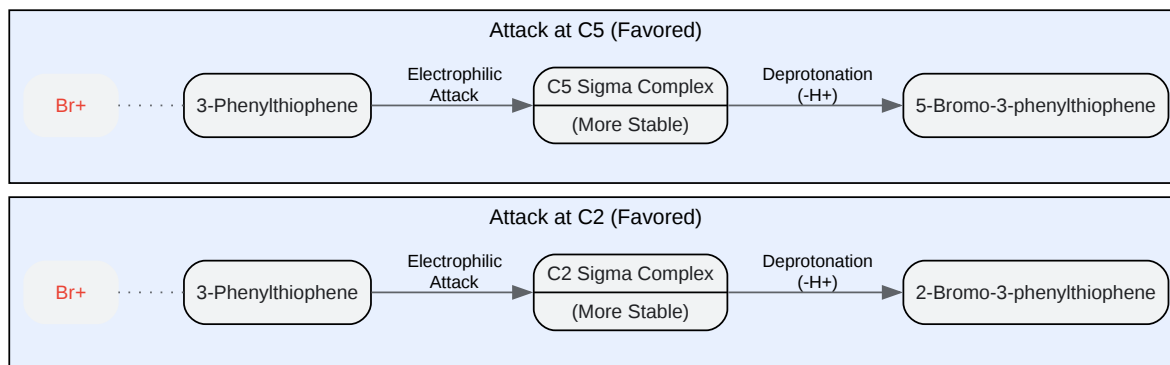 Attack at C5 (Favored)
Br+
3-Phenylthiophene
Electrophilic
Attack
C5 Sigma Complex
(More Stable)
Deprotonation
(-H+)
5-Bromo-3-phenylthiophene
Attack at C2 (Favored)
Br+
3-Phenylthiophene
Electrophilic
Attack
C2 Sigma Complex
(More Stable)
Deprotonation
(-H+)
2-Bromo-3-phenylthiophene